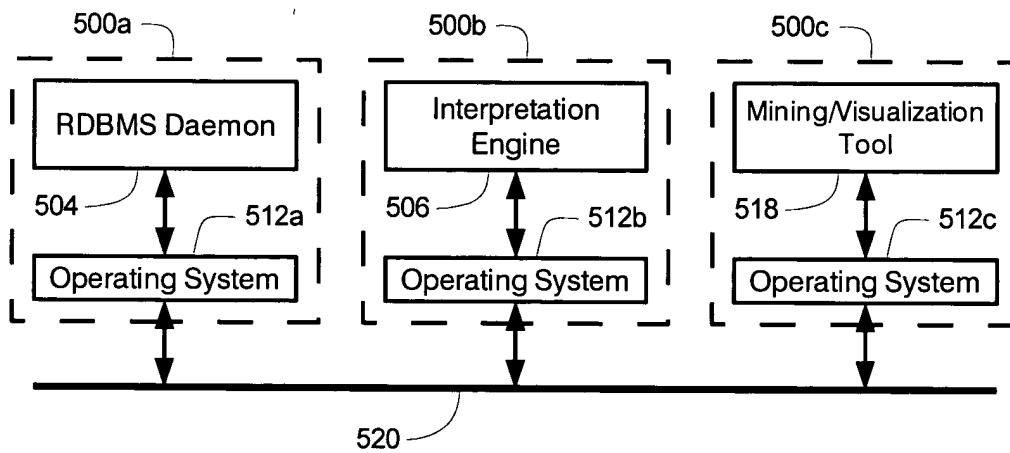 500a
500b
500c
RDBMS Daemon
Interpretation
Engine
Mining/Visualization
Tool
504
506
518
512a
512b
512c
Operating System
Operating System
Operating System
520